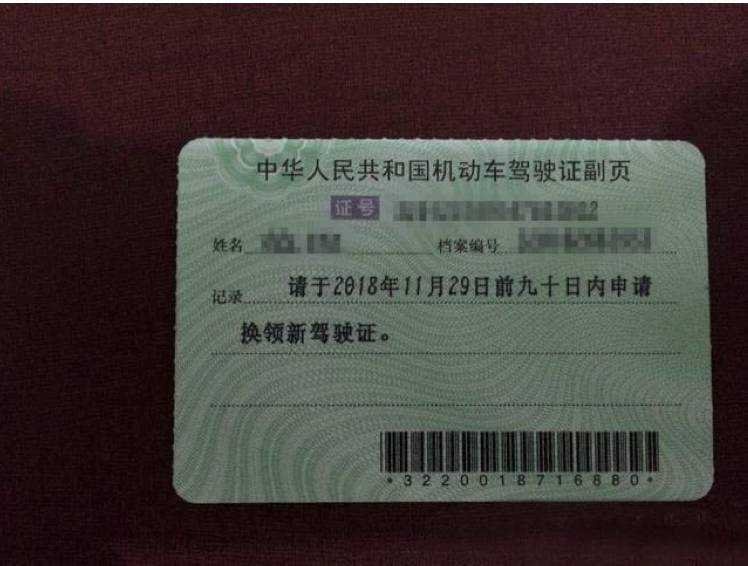 中华人民共和国机动车驾驶证副页
证号
姓名 档案编号
记录 请于2018年11月29日前九十日内申请
换领新驾驶证。
*3220018716880*